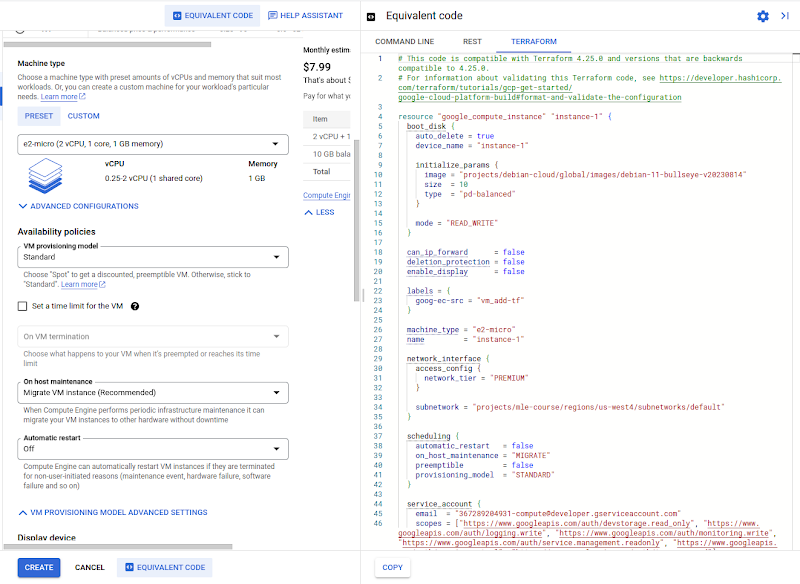 EQUIVALENT CODE
HELP ASSISTANT
Machine type
Choose a machine type with preset amounts of vCPUs and memory that suit most
workloads. Or, you can create a custom machine for your workload's particular
needs. Learn more
PRESET
CUSTOM
e2-micro (2 vCPU, 1 core, 1 GB memory)
vCPU
Memory
0.25-2 vCPU (1 shared core)
1 GB
ADVANCED CONFIGURATIONS
Availability policies
VM provisioning model
Standard
Choose "Spot" to get a discounted, preemptible VM. Otherwise, stick to
"Standard". Learn more
Set a time limit for the VM
On VM termination
Choose what happens to your VM when it's preempted or reaches its time
limit
On host maintenance
Migrate VM instance (Recommended)
When Compute Engine performs periodic infrastructure maintenance it can
migrate your VM instances to other hardware without downtime
Automatic restart
Off
Compute Engine can automatically restart VM instances if they are terminated
for non-user-initiated reasons (maintenance event, hardware failure, software
failure and so on)
VM PROVISIONING MODEL ADVANCED SETTINGS
Display device
CREATE
CANCEL
EQUIVALENT CODE
Monthly estim
$7.99
That's about $
Pay for what yo
Item
2 vCPU + 1
10 GB bala
Total
Compute Engin
LESS
Equivalent code
COMMAND LINE
REST
TERRAFORM
1 # This code is compatible with Terraform 4.25.0 and versions that are backwards
compatible to 4.25.0.
2 # For information about validating this Terraform code, see https://developer.hashicorp.
com/terraform/tutorials/gcp-get-started/
google-cloud-platform-build#format-and-validate-the-configuration
3
4 resource "google_compute_instance" "instance-1" {
5 boot_disk {
6 auto_delete = true
7 device_name = "instance-1"
8
9 initialize_params {
10 image = "projects/debian-cloud/global/images/debian-11-bullseye-v20230814"
11 size = 10
12 type = "pd-balanced"
13 }
14
15 mode = "READ_WRITE"
16 }
17
18 can_ip_forward = false
19 deletion_protection = false
20 enable_display = false
21
22 labels = {
23 goog-ec-src = "vm_add-tf"
24 }
25
26 machine_type = "e2-micro"
27 name = "instance-1"
28
29 network_interface {
30 access_config {
31 network_tier = "PREMIUM"
32 }
33
34 subnetwork = "projects/mle-course/regions/us-west4/subnetworks/default"
35 }
36
37 scheduling {
38 automatic_restart = false
39 on_host_maintenance = "MIGRATE"
40 preemptible = false
41 provisioning_model = "STANDARD"
42 }
43
44 service_account {
45 email = "367289204931-compute@developer.gserviceaccount.com"
46 scopes = ["https://www.googleapis.com/auth/devstorage.read_only", "https://www.
googleapis.com/auth/logging.write", "https://www.googleapis.com/auth/monitoring.write",
"https://www.googleapis.com/auth/service.management.readonly", "https://www.googleapis.
COPY